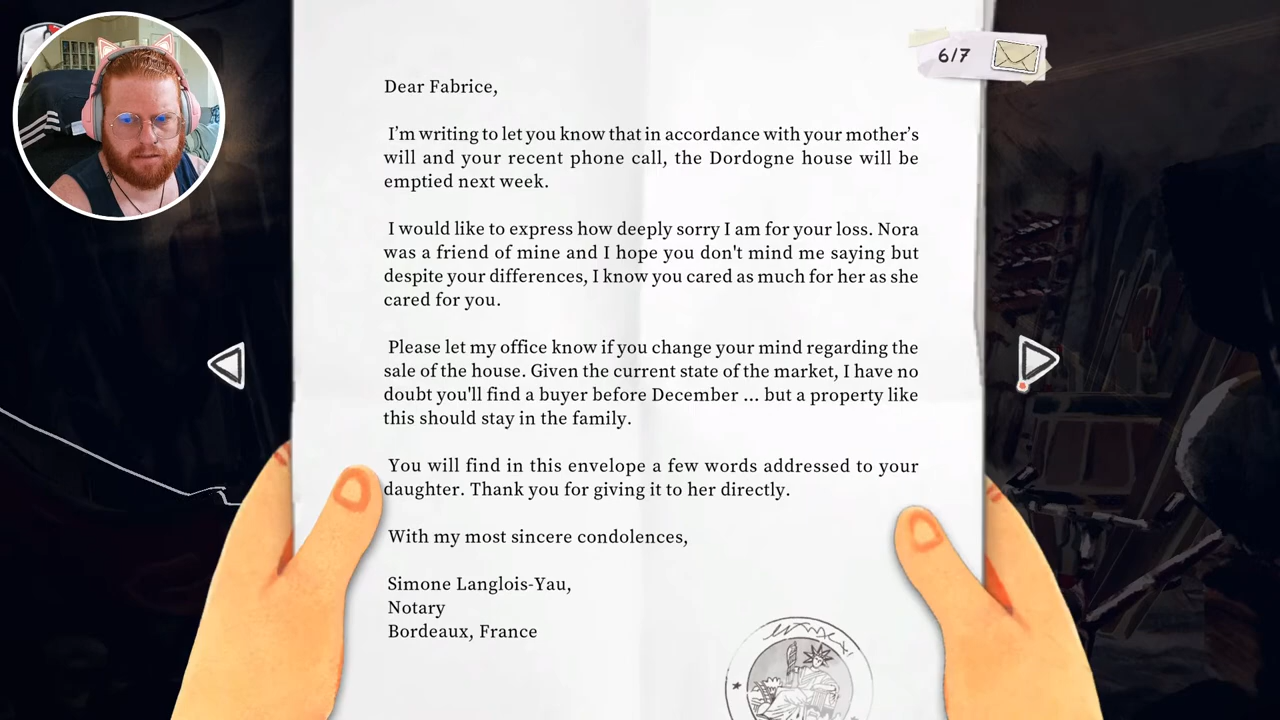 6/7
Dear Fabrice,
I'm writing to let you know that in accordance with your mother's
will and your recent phone call, the Dordogne house will be
emptied next week.
I would like to express how deeply sorry I am for your loss. Nora
was a friend of mine and I hope you don't mind me saying but
despite your differences, I know you cared as much for her as she
cared for you.
Please let my office know if you change your mind regarding the
sale of the house. Given the current state of the market, I have no
doubt you'll find a buyer before December ... but a property like
this should stay in the family.
You will find in this envelope a few words addressed to your
daughter. Thank you for giving it to her directly.
With my most sincere condolences,
Simone Langlois-Yau,
Notary
Bordeaux, France